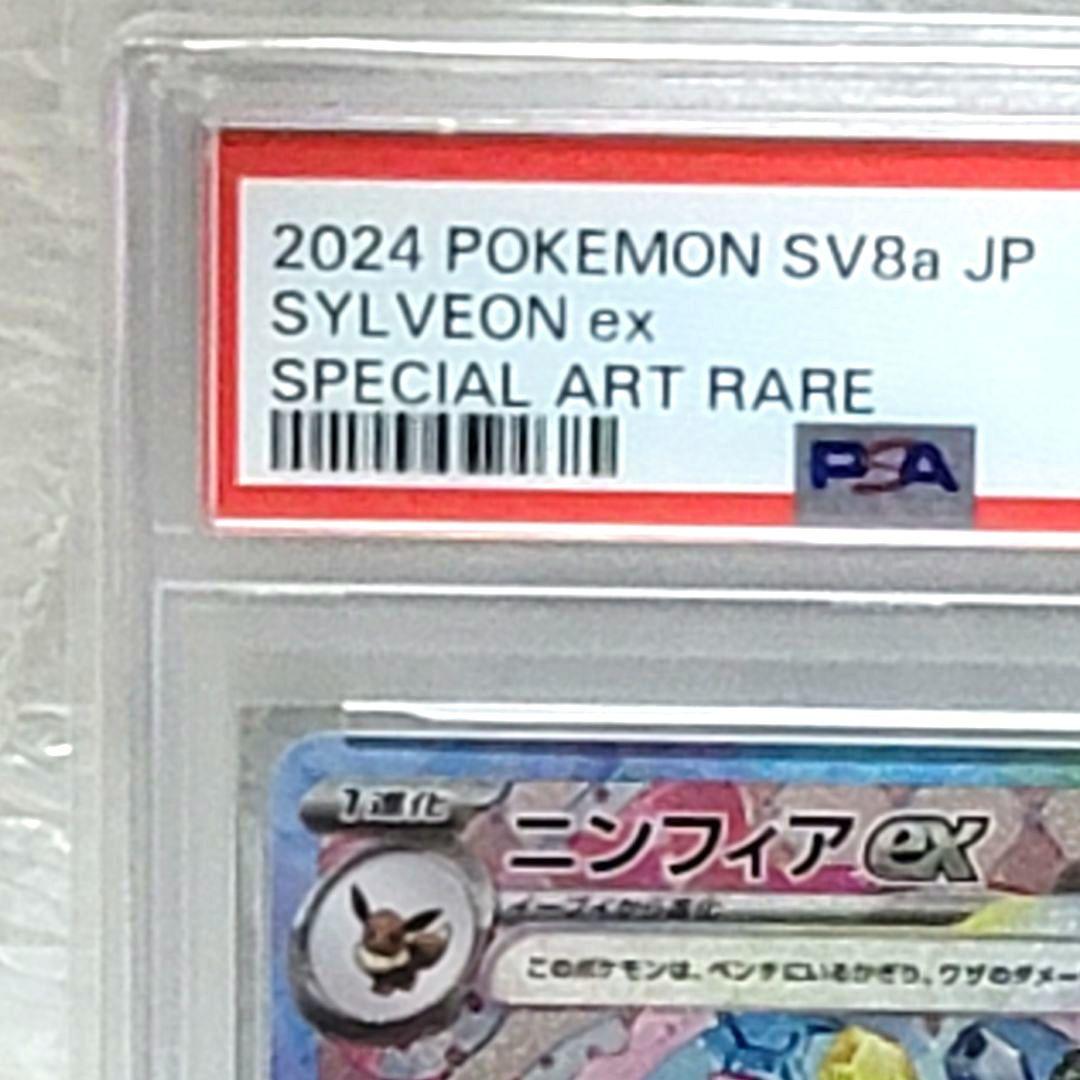 2024 POKEMON SV8a JP
SYLVEON ex
SPECIAL ART RARE
PSA
1進化
ニンフィアex
イーブイから進化
このポケモンは、ベンチにいるかぎり、ワザのダメー